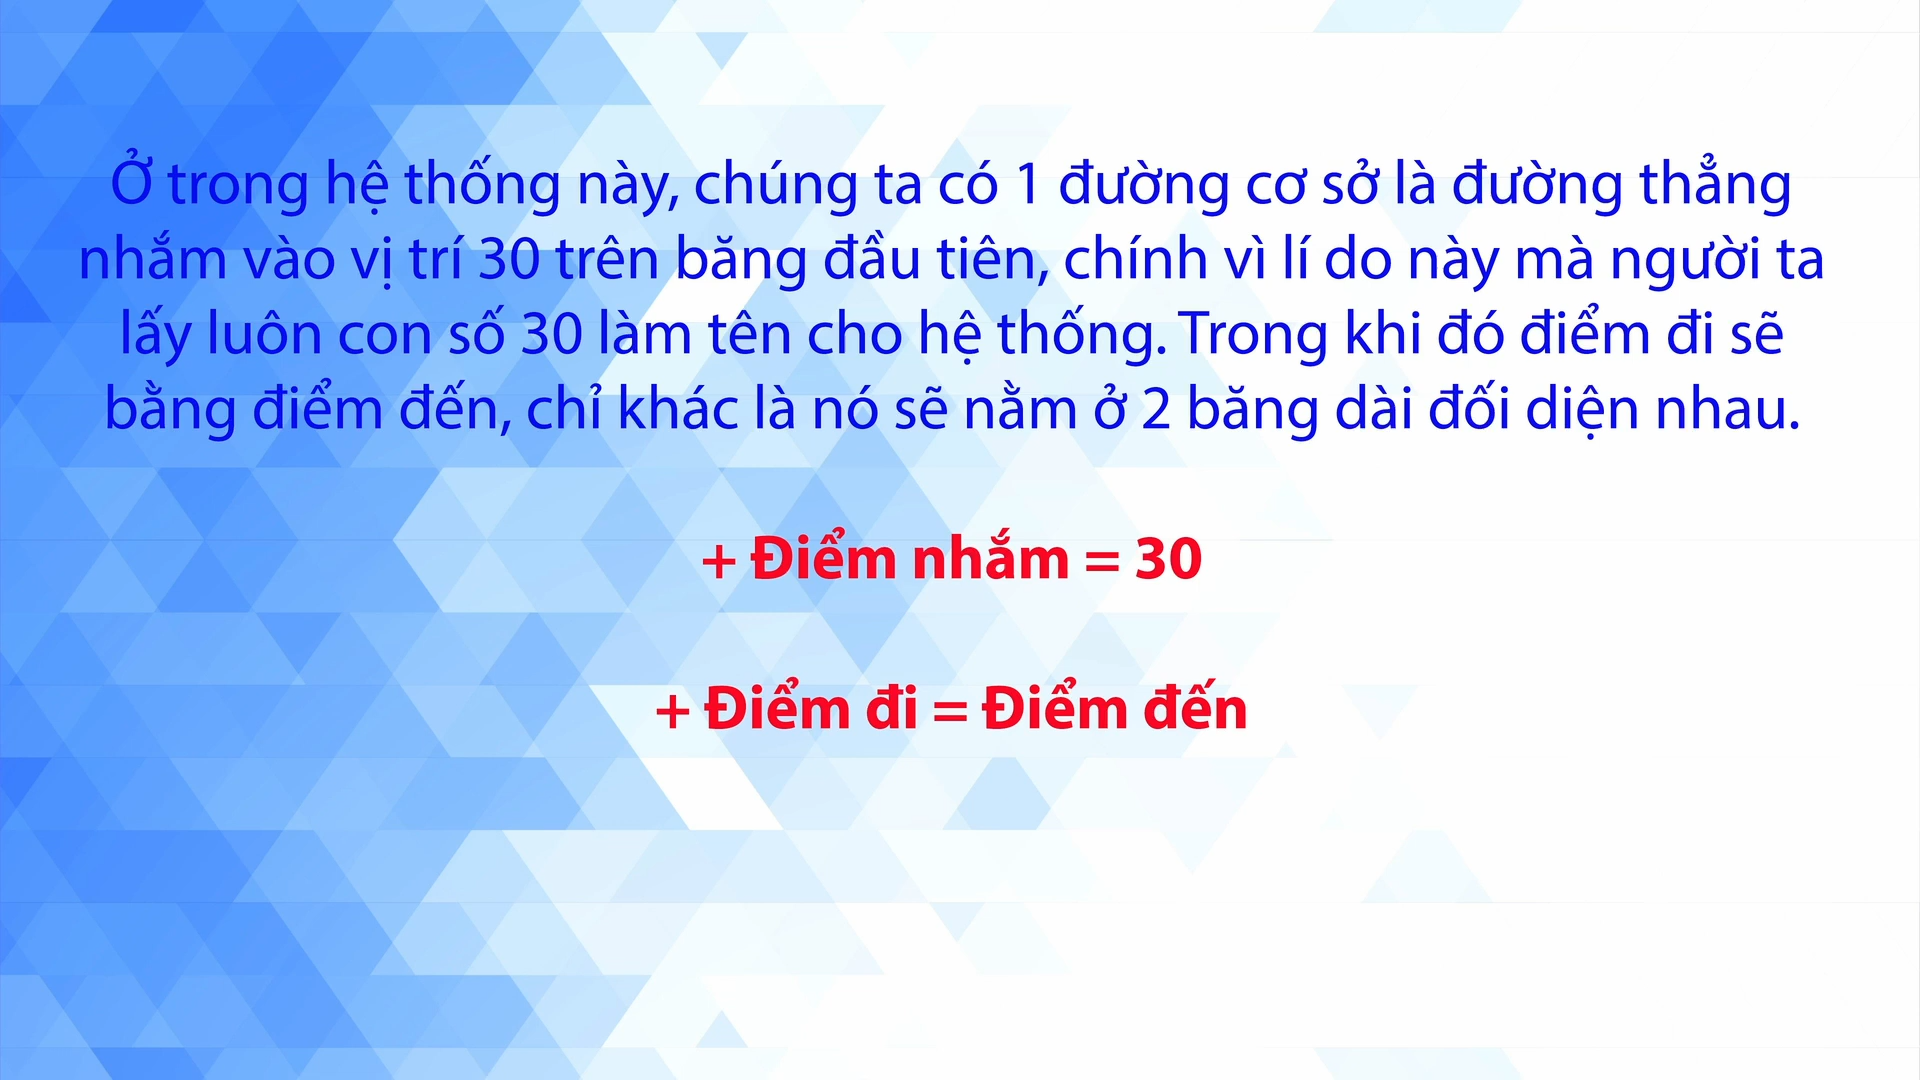 Ở trong hệ thống này, chúng ta có 1 đường cơ sở là đường thẳng
nhắm vào vị trí 30 trên băng đầu tiên, chính vì lí do này mà người ta
lấy luôn con số 30 làm tên cho hệ thống. Trong khi đó điểm đi sẽ
bằng điểm đến, chỉ khác là nó sẽ nằm ở 2 băng dài đối diện nhau.
+ Điểm nhắm = 30
+ Điểm đi = Điểm đến